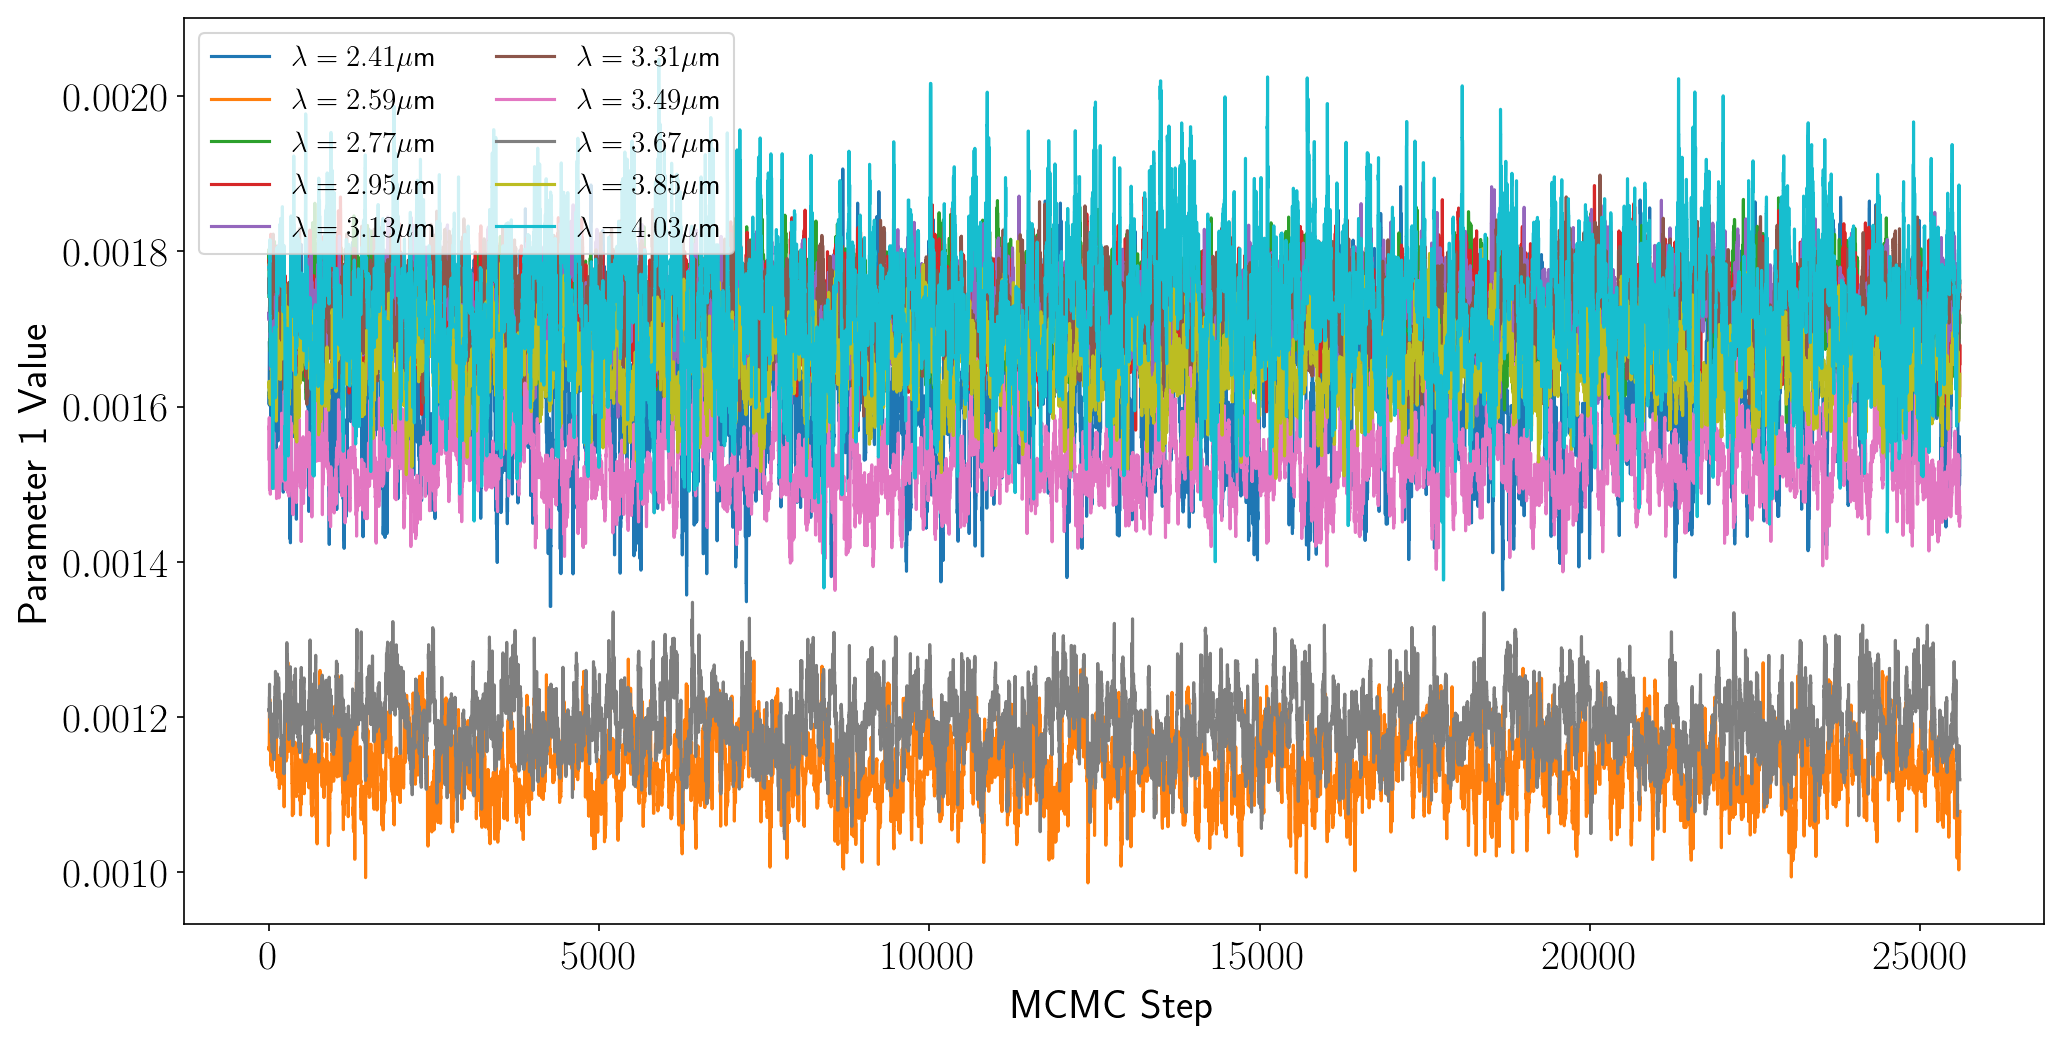 λ = 2.41μm
λ = 2.59μm
λ = 2.77μm
λ = 2.95μm
λ = 3.13μm
λ = 3.31μm
λ = 3.49μm
λ = 3.67μm
λ = 3.85μm
λ = 4.03μm
Parameter 1 Value
0.0020
0.0018
0.0016
0.0014
0.0012
0.0010
0
5000
10000
15000
20000
25000
MCMC Step